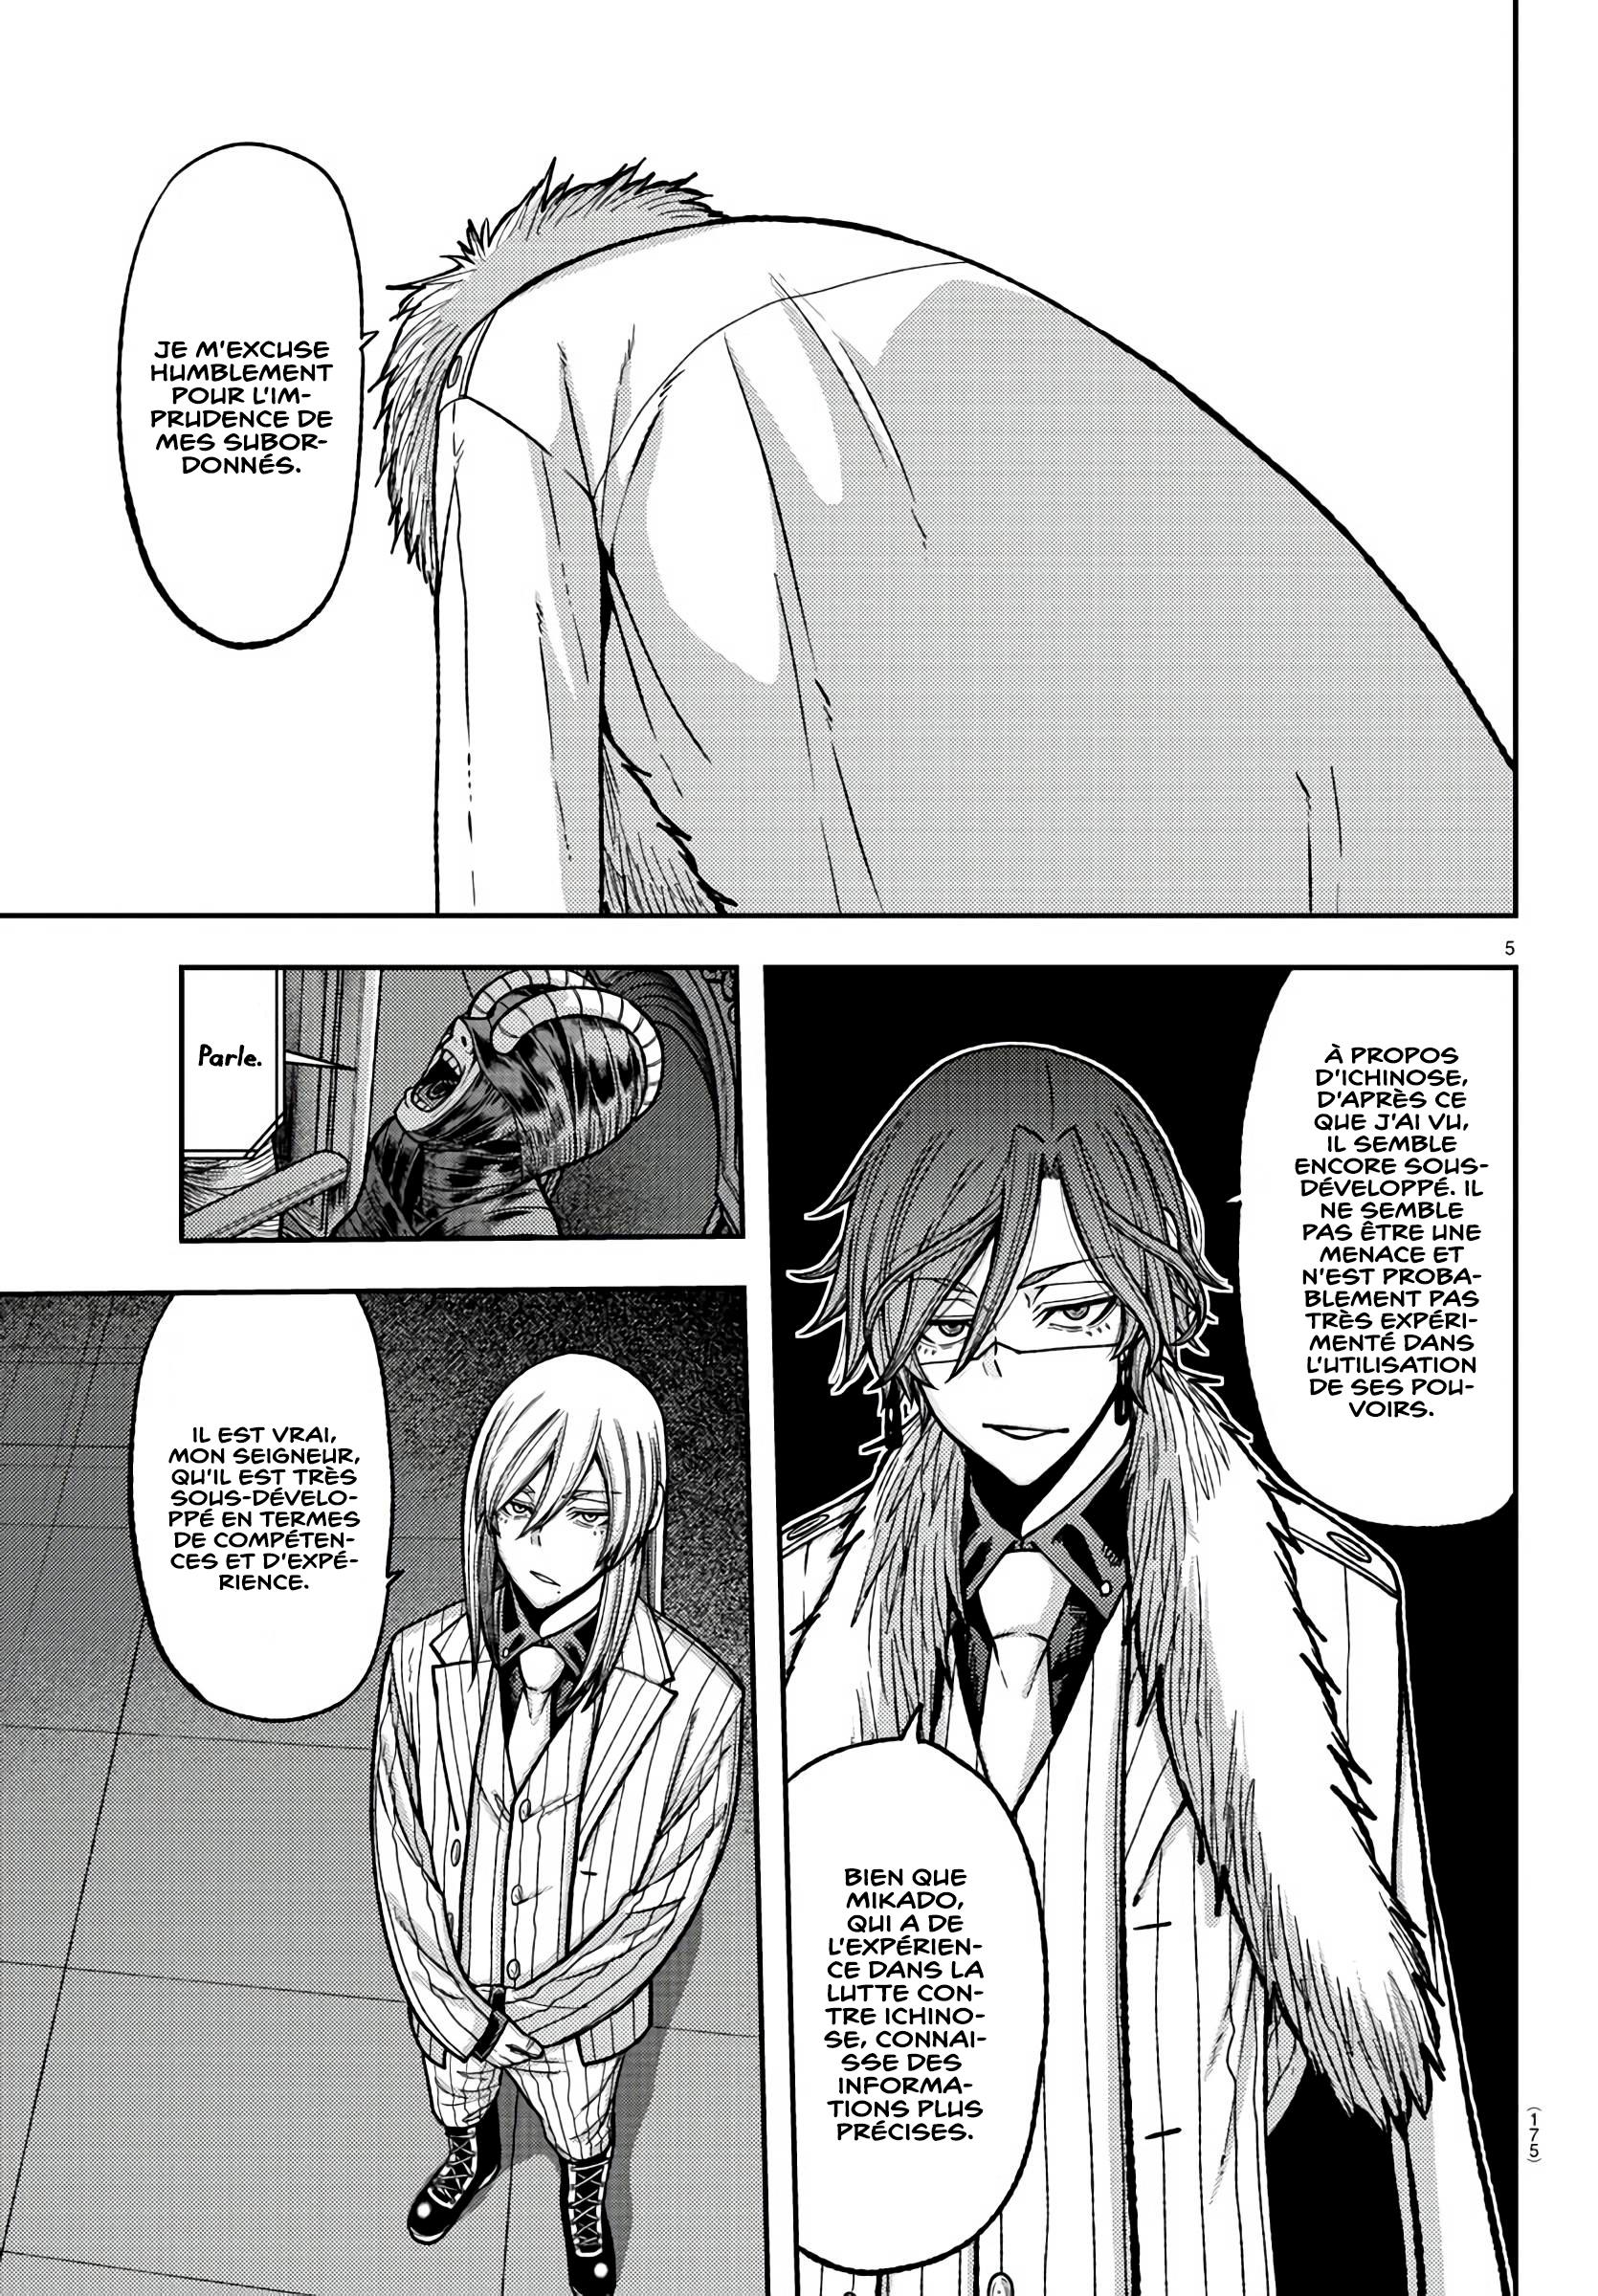 JE M'EXCUSE
HUMBLEMENT
POUR L'IM-
PRUDENCE DE
MES SUBOR-
DONNÉS.
5
À PROPOS
D'ICHINOSE,
D'APRÈS CE
QUE J'AI VU,
IL SEMBLE
ENCORE SOUS-
DÉVELOPPÉ. IL
NE SEMBLE
PAS ÊTRE UNE
MENACE ET
N'EST PROBA-
BLEMENT PAS
TRÈS EXPÉRI-
MENTÉ DANS
L'UTILISATION
DE SES POU-
VOIRS.
BIEN QUE
MIKADO,
QUI A DE
L'EXPÉRIEN-
CE DANS LA
LUTTE CON-
TRE ICHINO-
SE, CONNAI-
SSE DES
INFORMA-
TIONS PLUS
PRÉCISES.
Parle.
IL EST VRAI,
MON SEIGNEUR,
QU'IL EST TRÈS
SOUS-DÉVELO-
PPÉ EN TERMES
DE COMPÉTEN-
CES ET D'EXPÉ-
RIENCE.
(175)